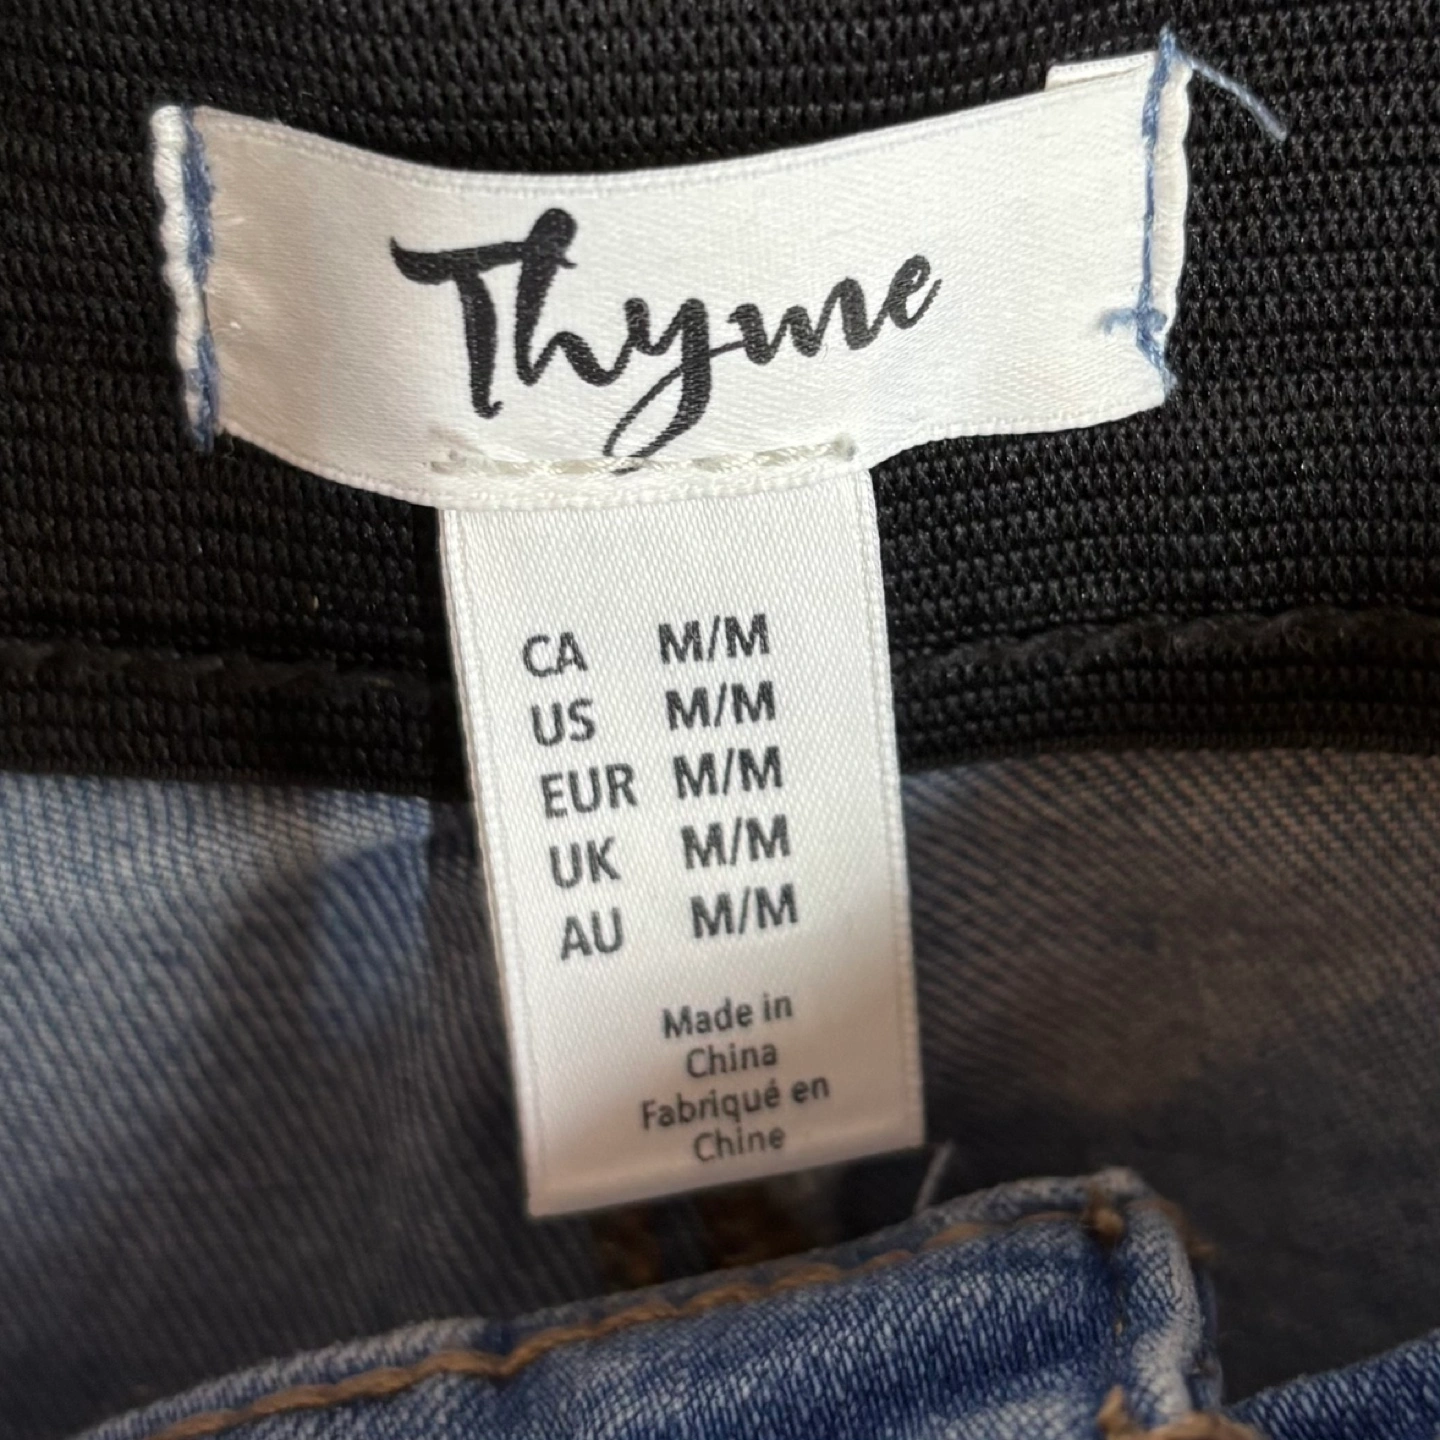 Thyme
CA M/M
US M/M
EUR M/M
UK M/M
AU M/M
Made in
China
Fabriqué en
Chine